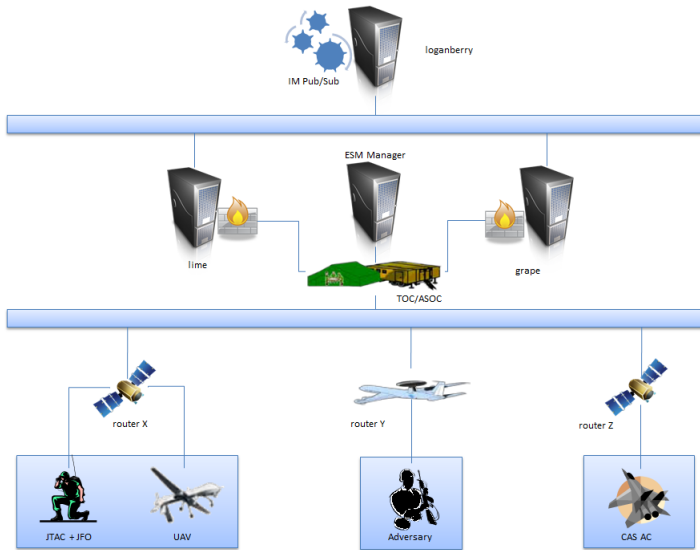 loganberry
IM Pub/Sub
ESM Manager
lime
grape
TOC/ASOC
router X
router Y
router Z
JTAC + JFO
UAV
Adversary
CAS AC